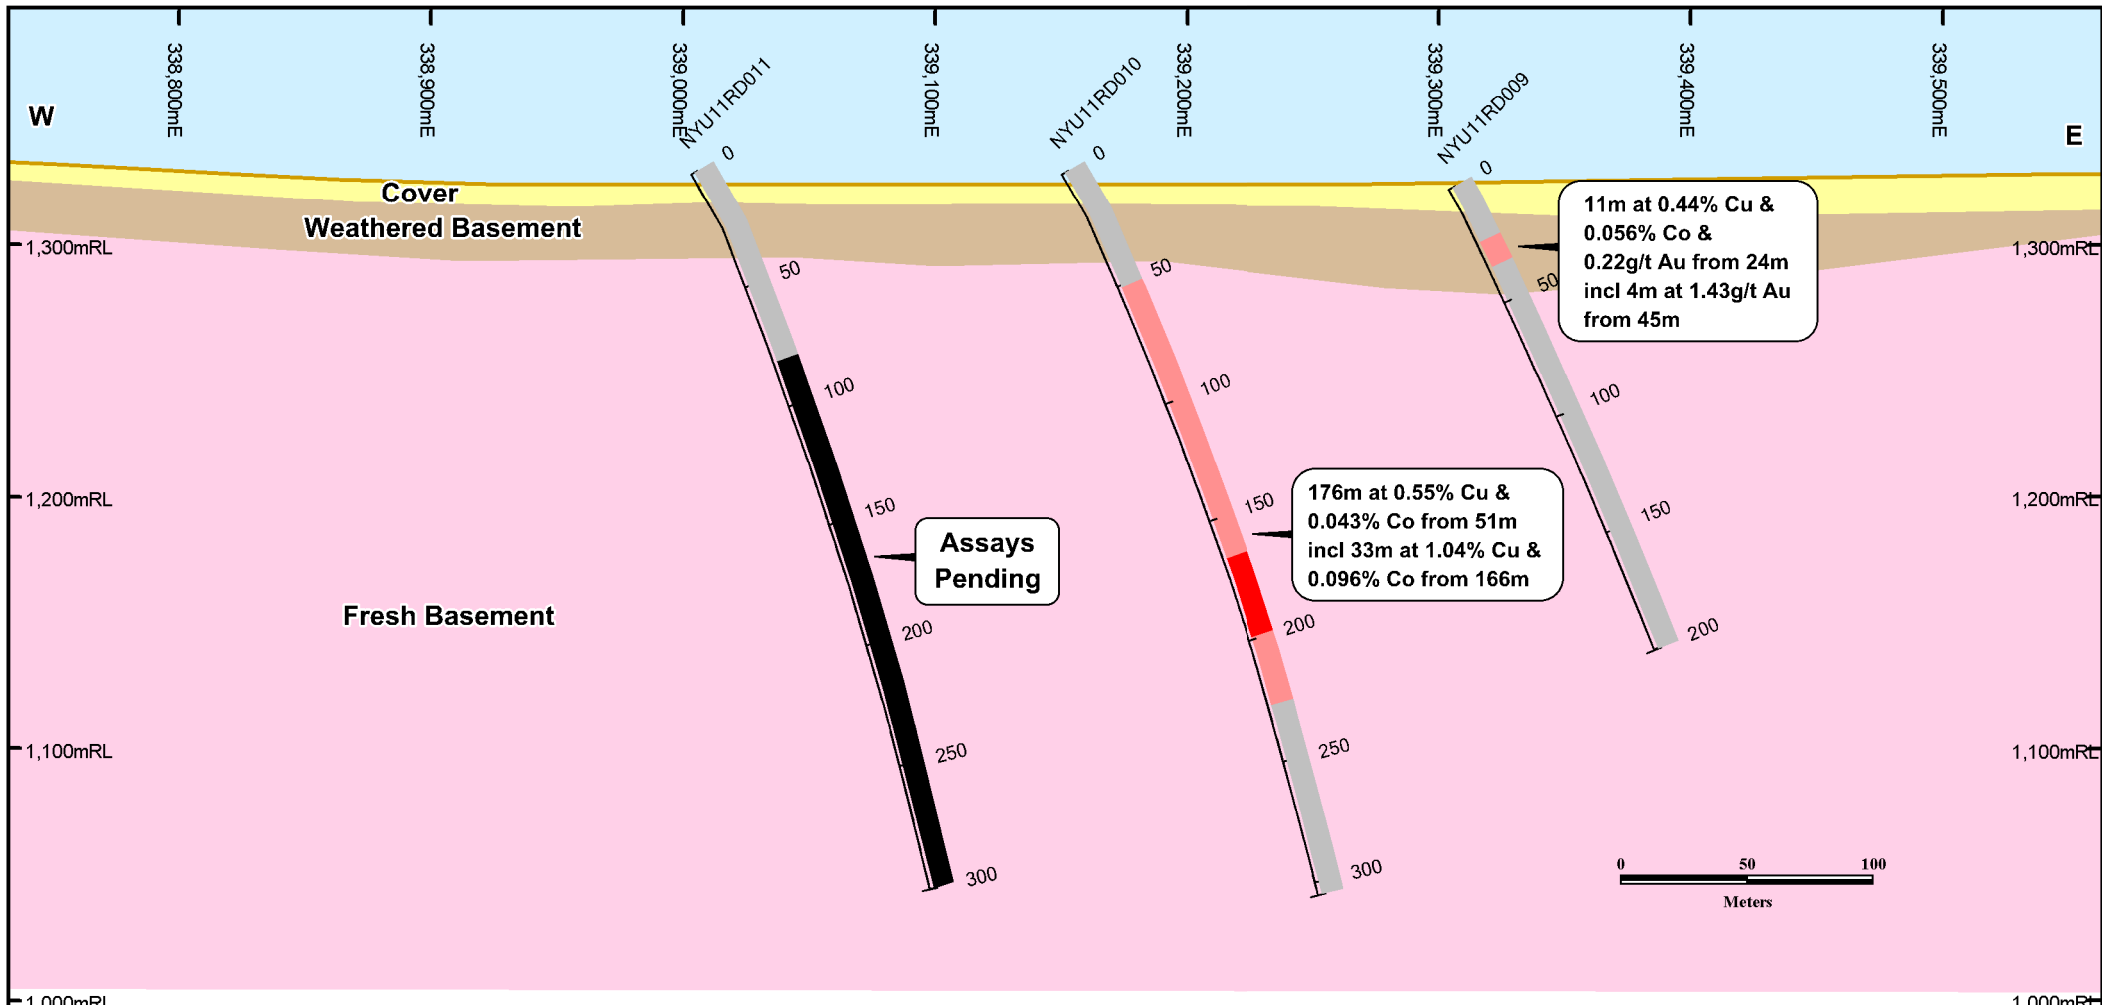 338,800mE
338,900mE
339,000mE
339,100mE
339,200mE
339,300mE
339,400mE
339,500mE
NYU11RD011
NYU11RD010
NYU11RD009
W
E
0
0
0
Cover
Weathered Basement
1,300mRL
1,300mRL
50
50
50
11m at 0.44% Cu &
0.056% Co &
0.22g/t Au from 24m
incl 4m at 1.43g/t Au
from 45m
100
100
100
1,200mRL
1,200mRL
150
150
150
176m at 0.55% Cu &
0.043% Co from 51m
incl 33m at 1.04% Cu &
0.096% Co from 166m
Assays
Pending
Fresh Basement
200
200
200
1,100mRL
1,100mRL
250
250
300
300
0 50 100
Meters
1,000mRL
1,000mRL